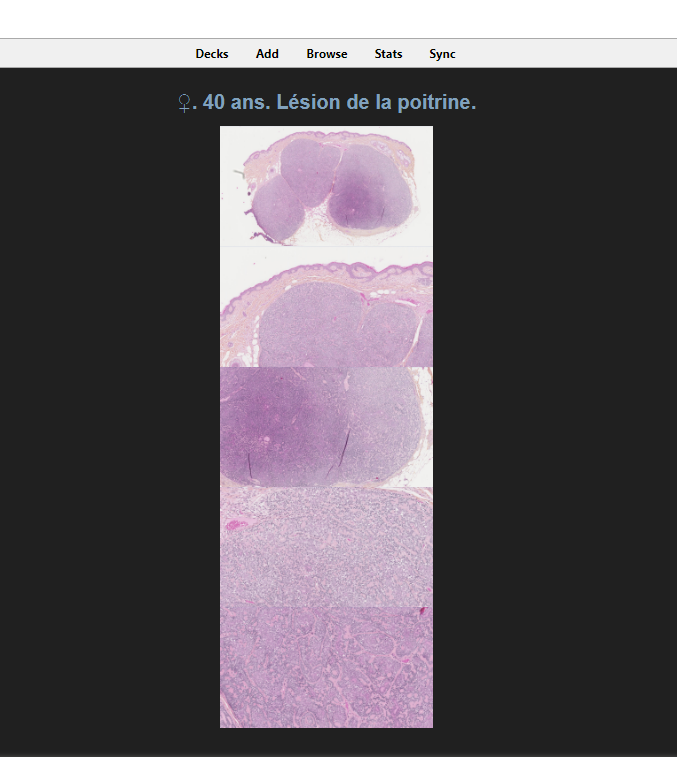 Decks Add Browse Stats Sync
♀. 40 ans. Lésion de la poitrine.